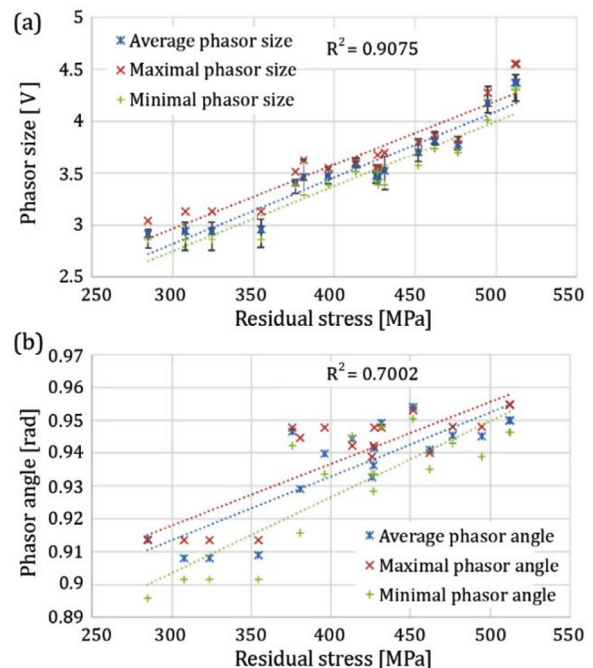 (a)
5
4.5
4
3.5
3
2.5
Phasor size [V]
Average phasor size
Maximal phasor size
Minimal phasor size
R² = 0.9075
250 300 350 400 450 500 550
Residual stress [MPa]
(b)
0.97
0.96
0.95
0.94
0.93
0.92
0.91
0.9
0.89
Phasor angle [rad]
R² = 0.7002
Average phasor angle
Maximal phasor angle
Minimal phasor angle
250 300 350 400 450 500 550
Residual stress [MPa]